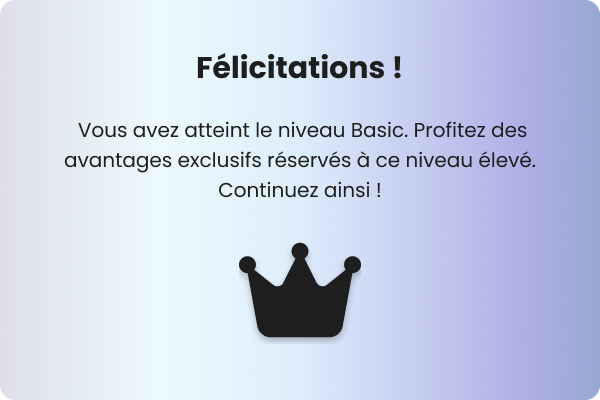 Félicitations !
Vous avez atteint le niveau Basic. Profitez des
avantages exclusifs réservés à ce niveau élevé.
Continuez ainsi !